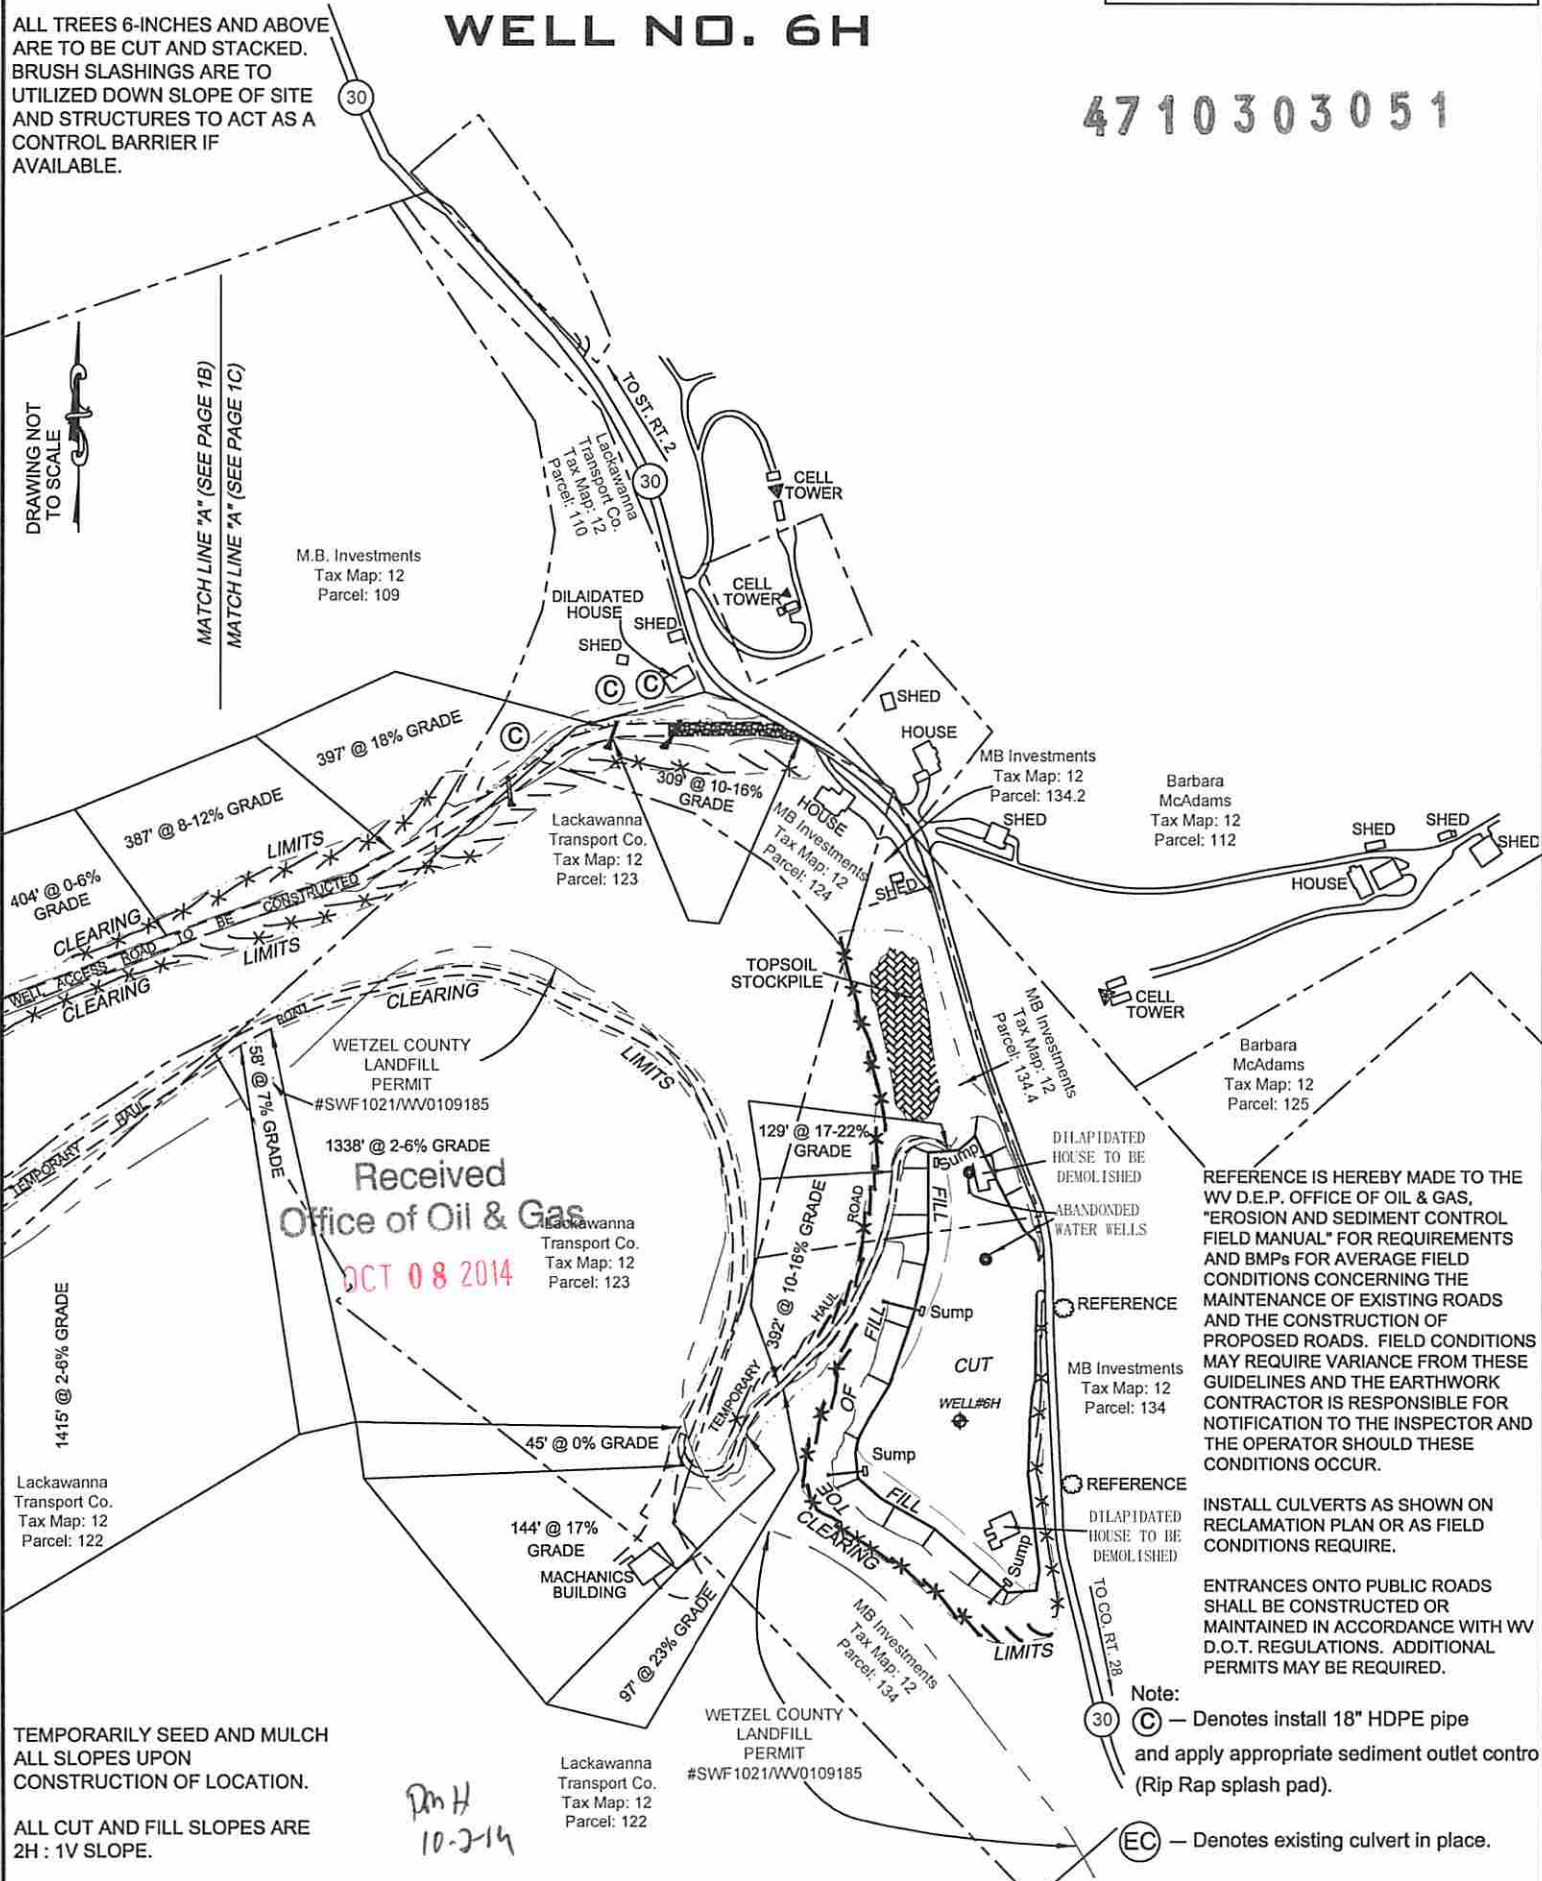 ALL TREES 6-INCHES AND ABOVE
ARE TO BE CUT AND STACKED.
BRUSH SLASHINGS ARE TO
UTILIZED DOWN SLOPE OF SITE
AND STRUCTURES TO ACT AS A
CONTROL BARRIER IF
AVAILABLE.
WELL NO. 6H
4710303051
30
DRAWING NOT
TO SCALE
MATCH LINE "A" (SEE PAGE 1B)
MATCH LINE "A" (SEE PAGE 1C)
TO ST. RT. 2
30
Lackawanna
Transport Co.
Tax Map: 12
Parcel: 110
CELL
TOWER
CELL
TOWER
M.B. Investments
Tax Map: 12
Parcel: 109
DILAIDATED
HOUSE
SHED
SHED
C
C
C
SHED
HOUSE
MB Investments
Tax Map: 12
Parcel: 134.2
SHED
Barbara
McAdams
Tax Map: 12
Parcel: 112
SHED
SHED
SHED
HOUSE
397' @ 18% GRADE
387' @ 8-12% GRADE
404' @ 0-6%
GRADE
309' @ 10-16%
GRADE
HOUSE
MB Investments
Tax Map: 12
Parcel: 124
SHED
Lackawanna
Transport Co.
Tax Map: 12
Parcel: 123
LIMITS
CLEARING
WELL ACCESS ROAD TO BE CONSTRUCTED
LIMITS
CLEARING
TOPSOIL
STOCKPILE
CELL
TOWER
MB Investments
Tax Map: 12
Parcel: 134.4
Barbara
McAdams
Tax Map: 12
Parcel: 125
CLEARING
LIMITS
TEMPORARY HAUL ROAD
WETZEL COUNTY
LANDFILL
PERMIT
#SWF1021/WV0109185
58' @ 7% GRADE
1338' @ 2-6% GRADE
Received
Office of Oil & Gas
OCT 08 2014
Lackawanna
Transport Co.
Tax Map: 12
Parcel: 123
129' @ 17-22%
GRADE
392' @ 10-16% GRADE
TEMPORARY HAUL ROAD
Sump
FILL
DILAPIDATED
HOUSE TO BE
DEMOLISHED
ABANDONDED
WATER WELLS
REFERENCE
Sump
FILL
CUT
WELL#6H
MB Investments
Tax Map: 12
Parcel: 134
Sump
FILL
TOE OF
REFERENCE
DILAPIDATED
HOUSE TO BE
DEMOLISHED
Sump
CLEARING
LIMITS
1415' @ 2-6% GRADE
45' @ 0% GRADE
Lackawanna
Transport Co.
Tax Map: 12
Parcel: 122
144' @ 17%
GRADE
MACHANICS
BUILDING
97' @ 23% GRADE
MB Investments
Tax Map: 12
Parcel: 134
TO CO. RT. 28
30
WETZEL COUNTY
LANDFILL
PERMIT
#SWF1021/WV0109185
Lackawanna
Transport Co.
Tax Map: 12
Parcel: 122
REFERENCE IS HEREBY MADE TO THE
WV D.E.P. OFFICE OF OIL & GAS,
"EROSION AND SEDIMENT CONTROL
FIELD MANUAL" FOR REQUIREMENTS
AND BMPs FOR AVERAGE FIELD
CONDITIONS CONCERNING THE
MAINTENANCE OF EXISTING ROADS
AND THE CONSTRUCTION OF
PROPOSED ROADS. FIELD CONDITIONS
MAY REQUIRE VARIANCE FROM THESE
GUIDELINES AND THE EARTHWORK
CONTRACTOR IS RESPONSIBLE FOR
NOTIFICATION TO THE INSPECTOR AND
THE OPERATOR SHOULD THESE
CONDITIONS OCCUR.
INSTALL CULVERTS AS SHOWN ON
RECLAMATION PLAN OR AS FIELD
CONDITIONS REQUIRE.
ENTRANCES ONTO PUBLIC ROADS
SHALL BE CONSTRUCTED OR
MAINTAINED IN ACCORDANCE WITH WV
D.O.T. REGULATIONS. ADDITIONAL
PERMITS MAY BE REQUIRED.
Note:
C — Denotes install 18" HDPE pipe
and apply appropriate sediment outlet contro
(Rip Rap splash pad).
EC — Denotes existing culvert in place.
TEMPORARILY SEED AND MULCH
ALL SLOPES UPON
CONSTRUCTION OF LOCATION.
ALL CUT AND FILL SLOPES ARE
2H : 1V SLOPE.
DmH